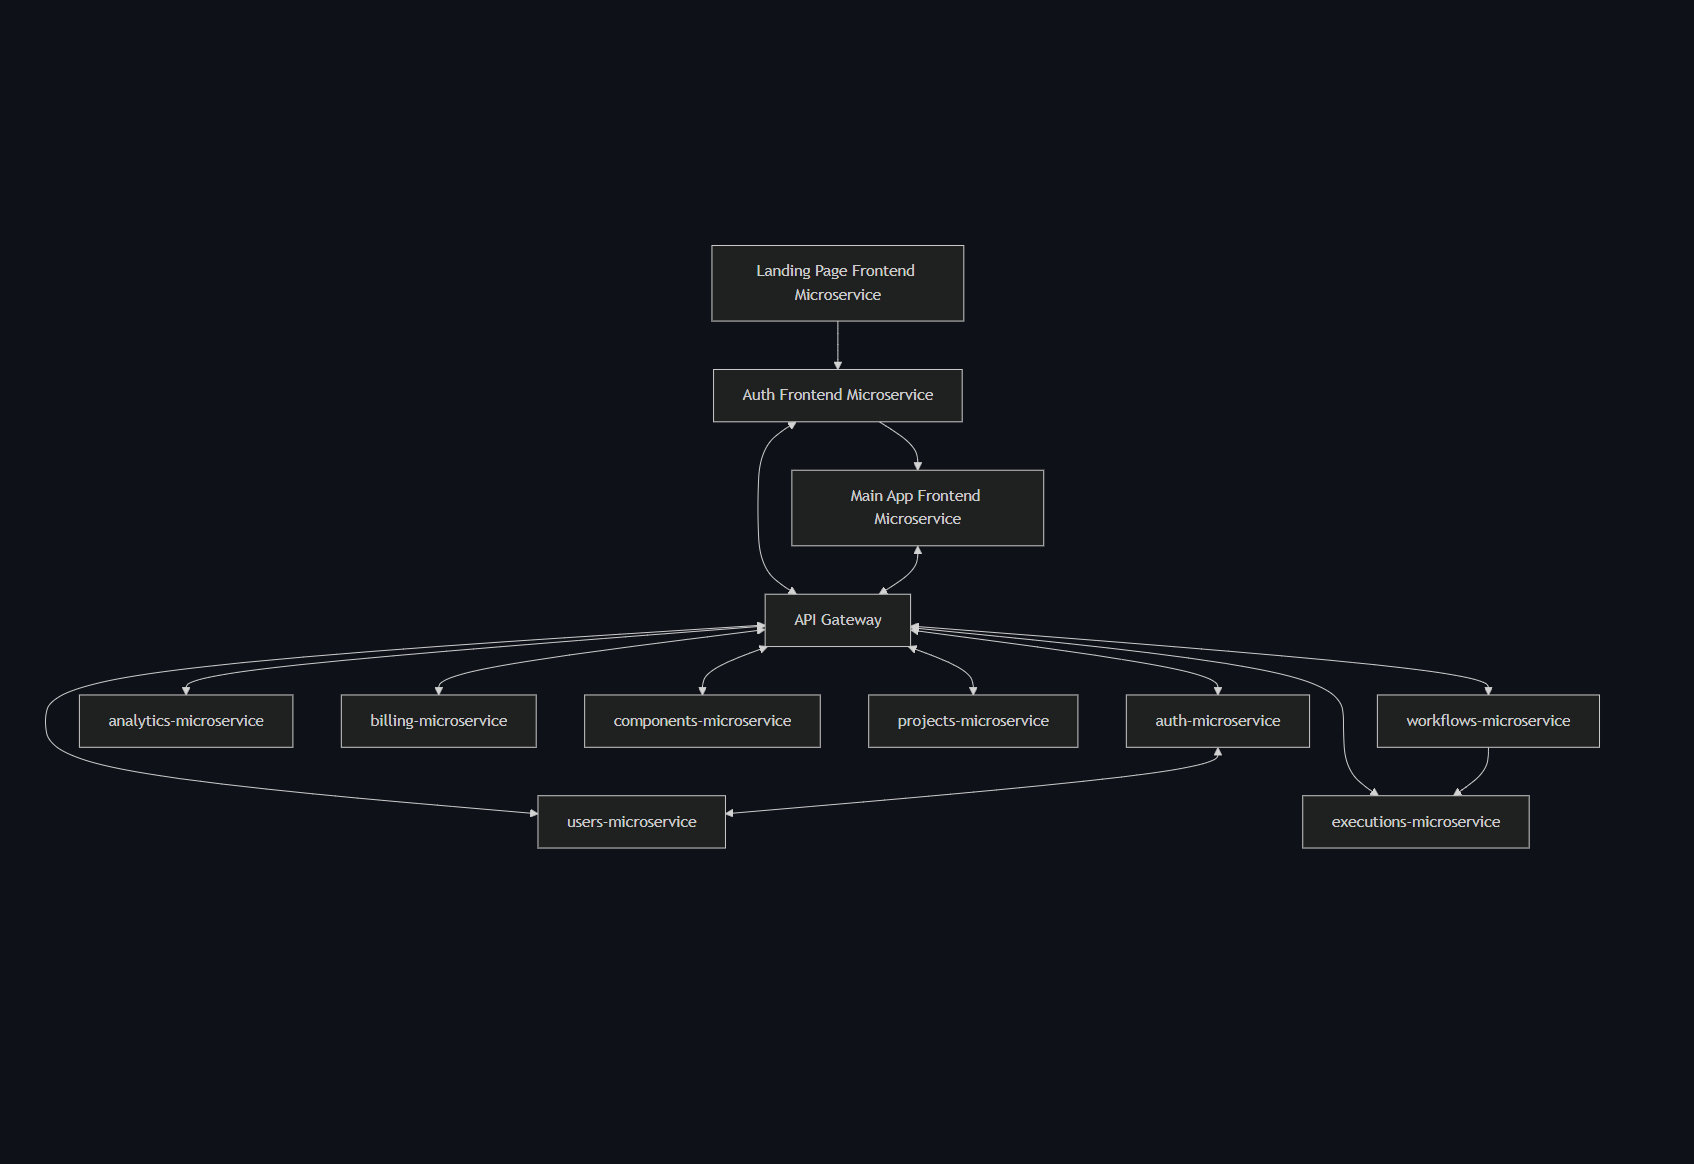 Landing Page Frontend
Microservice
Auth Frontend Microservice
Main App Frontend
Microservice
API Gateway
analytics-microservice
billing-microservice
components-microservice
projects-microservice
auth-microservice
workflows-microservice
users-microservice
executions-microservice